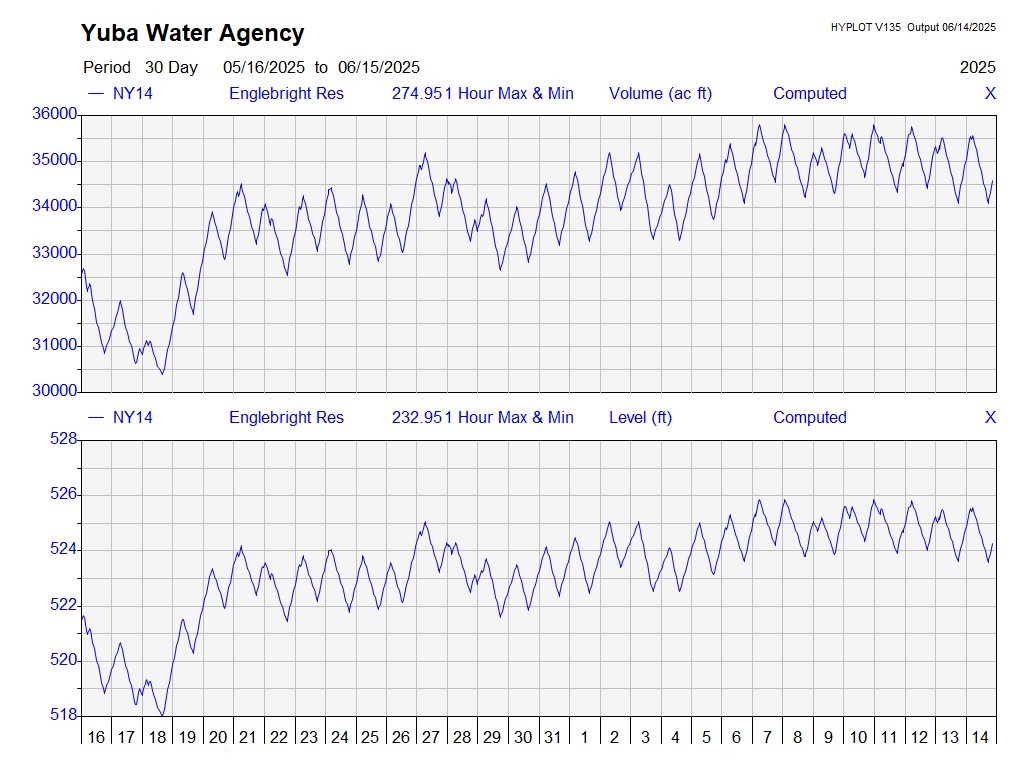 Yuba Water Agency
HYPLOT V135 Output 06/14/2025
Period 30 Day 05/16/2025 to 06/15/2025
2025
NY14 Englebright Res 274.951 Hour Max & Min Volume (ac ft) Computed X
36000
35000
34000
33000
32000
31000
30000
NY14 Englebright Res 232.951 Hour Max & Min Level (ft) Computed X
528
526
524
522
520
518
16 17 18 19 20 21 22 23 24 25 26 27 28 29 30 31 1 2 3 4 5 6 7 8 9 10 11 12 13 14